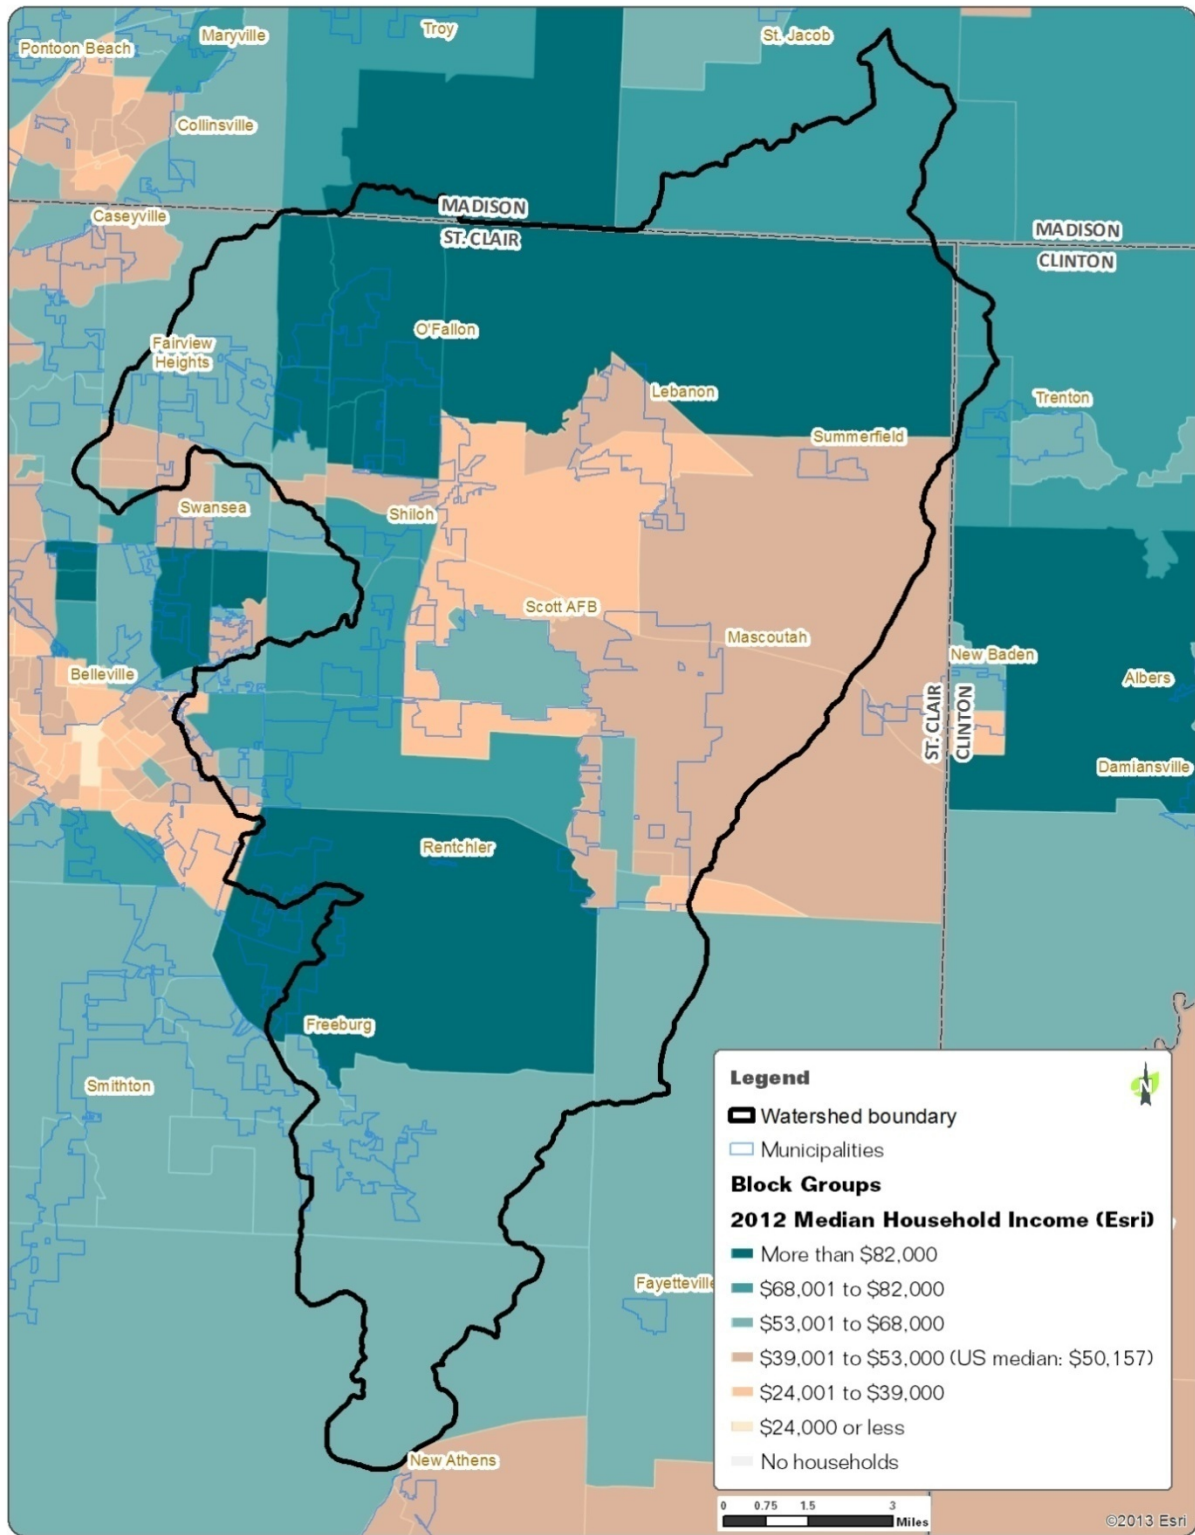 Troy
Maryville
St. Jacob
Pontoon Beach
Collinsville
MADISON
Caseyville
ST. CLAIR
MADISON
CLINTON
O'Fallon
Fairview
Heights
Lebanon
Trenton
Summerfield
Swansea
Shiloh
Scott AFB
Mascoutah
New Baden
Belleville
Albers
ST. CLAIR
CLINTON
Damiansville
Rentchler
Freeburg
Smithton
Fayetteville
New Athens
Legend
N
Watershed boundary
Municipalities
Block Groups
2012 Median Household Income (Esri)
More than $82,000
$68,001 to $82,000
$53,001 to $68,000
$39,001 to $53,000 (US median: $50,157)
$24,001 to $39,000
$24,000 or less
No households
0 0.75 1.5 3
Miles
©2013 Esri